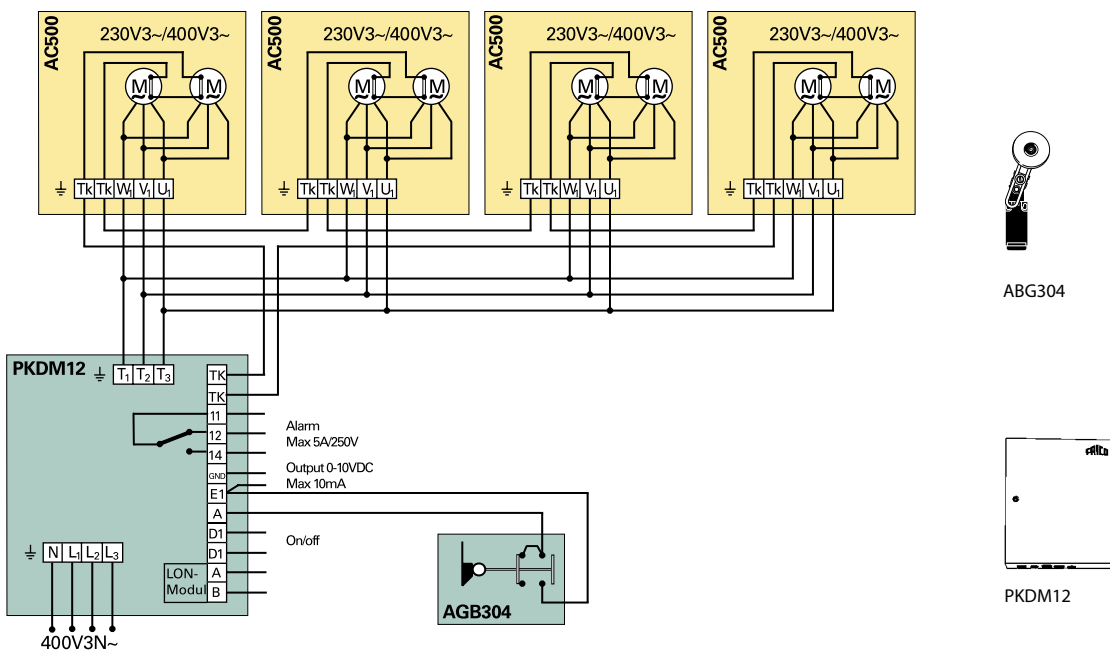 AC500 230V3~/400V3~
AC500 230V3~/400V3~
AC500 230V3~/400V3~
AC500 230V3~/400V3~
M M
M M
M M
M M
Tk Tk W1 V1 U1
Tk Tk W1 V1 U1
Tk Tk W1 V1 U1
Tk Tk W1 V1 U1
ABG304
PKDM12
T1 T2 T3
TK
TK
11
12
14
GND
E1
A
D1
D1
A
B
Alarm
Max 5A/250V
Output 0-10VDC
Max 10mA
On/off
LON-
Modul
N L1 L2 L3
400V3N~
AGB304
FRICO
PKDM12